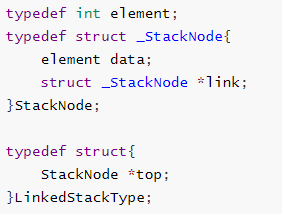 typedef int element;
typedef struct _StackNode{
    element data;
    struct _StackNode *link;
}StackNode;

typedef struct{
    StackNode *top;
}LinkedStackType;